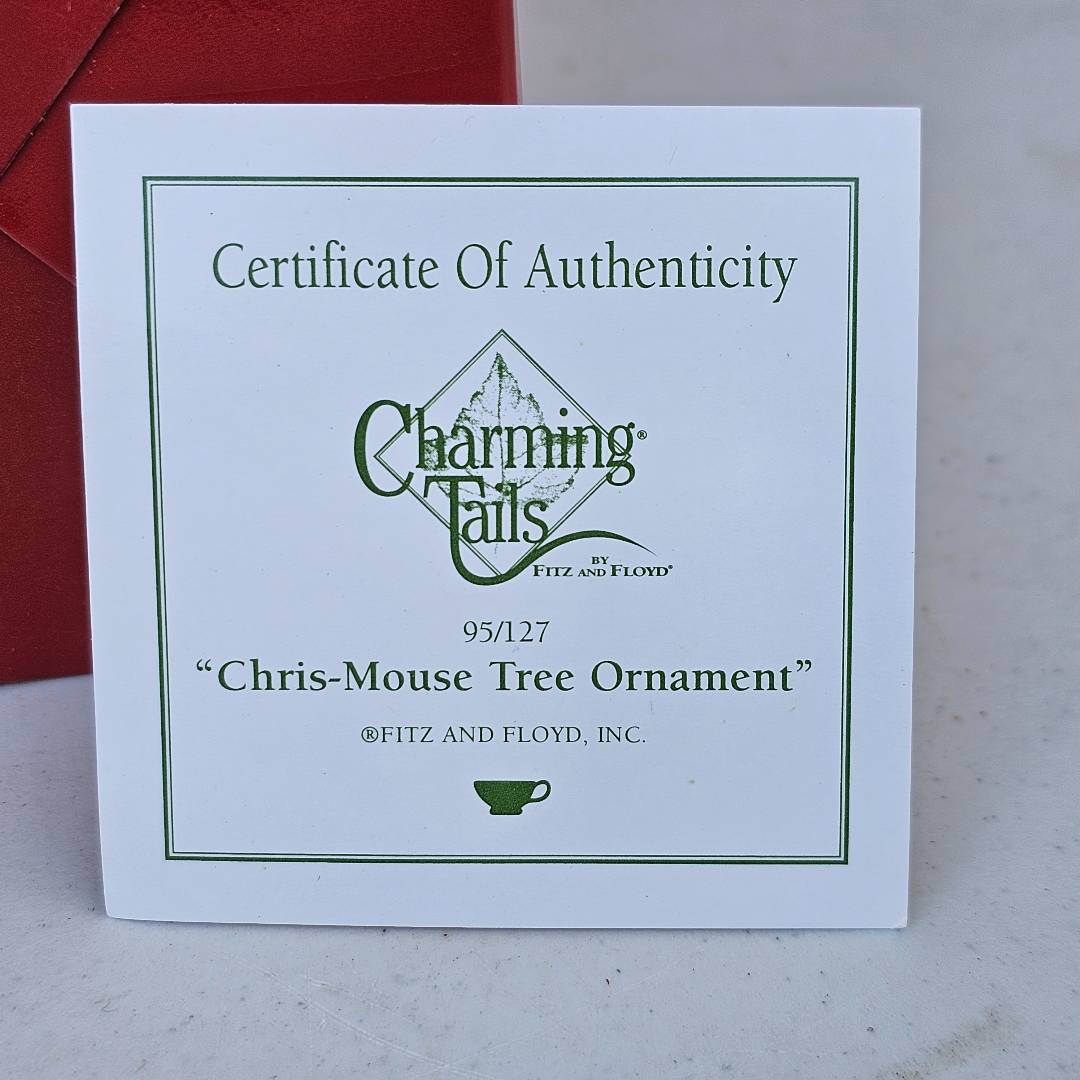 Certificate Of Authenticity
Charming®
Tails
BY
FITZ AND FLOYD®
95/127
“Chris-Mouse Tree Ornament”
®FITZ AND FLOYD, INC.